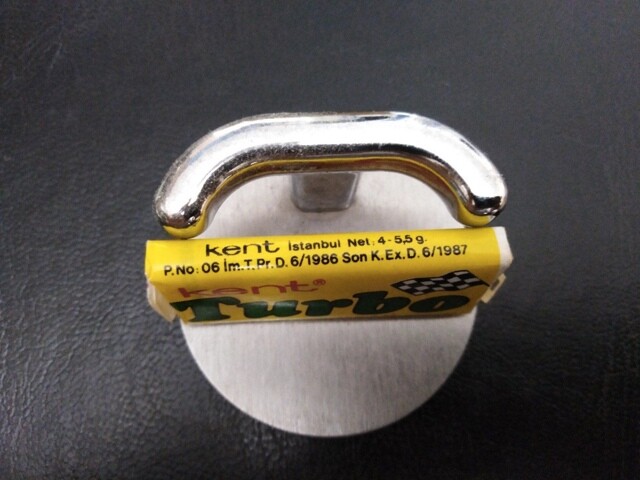 kent İstanbul Net: 4-5,5 g.
P.No: 06 İm.T.Pr.D. 6/1986 Son K.Ex.D. 6/1987
kent®
Turbo